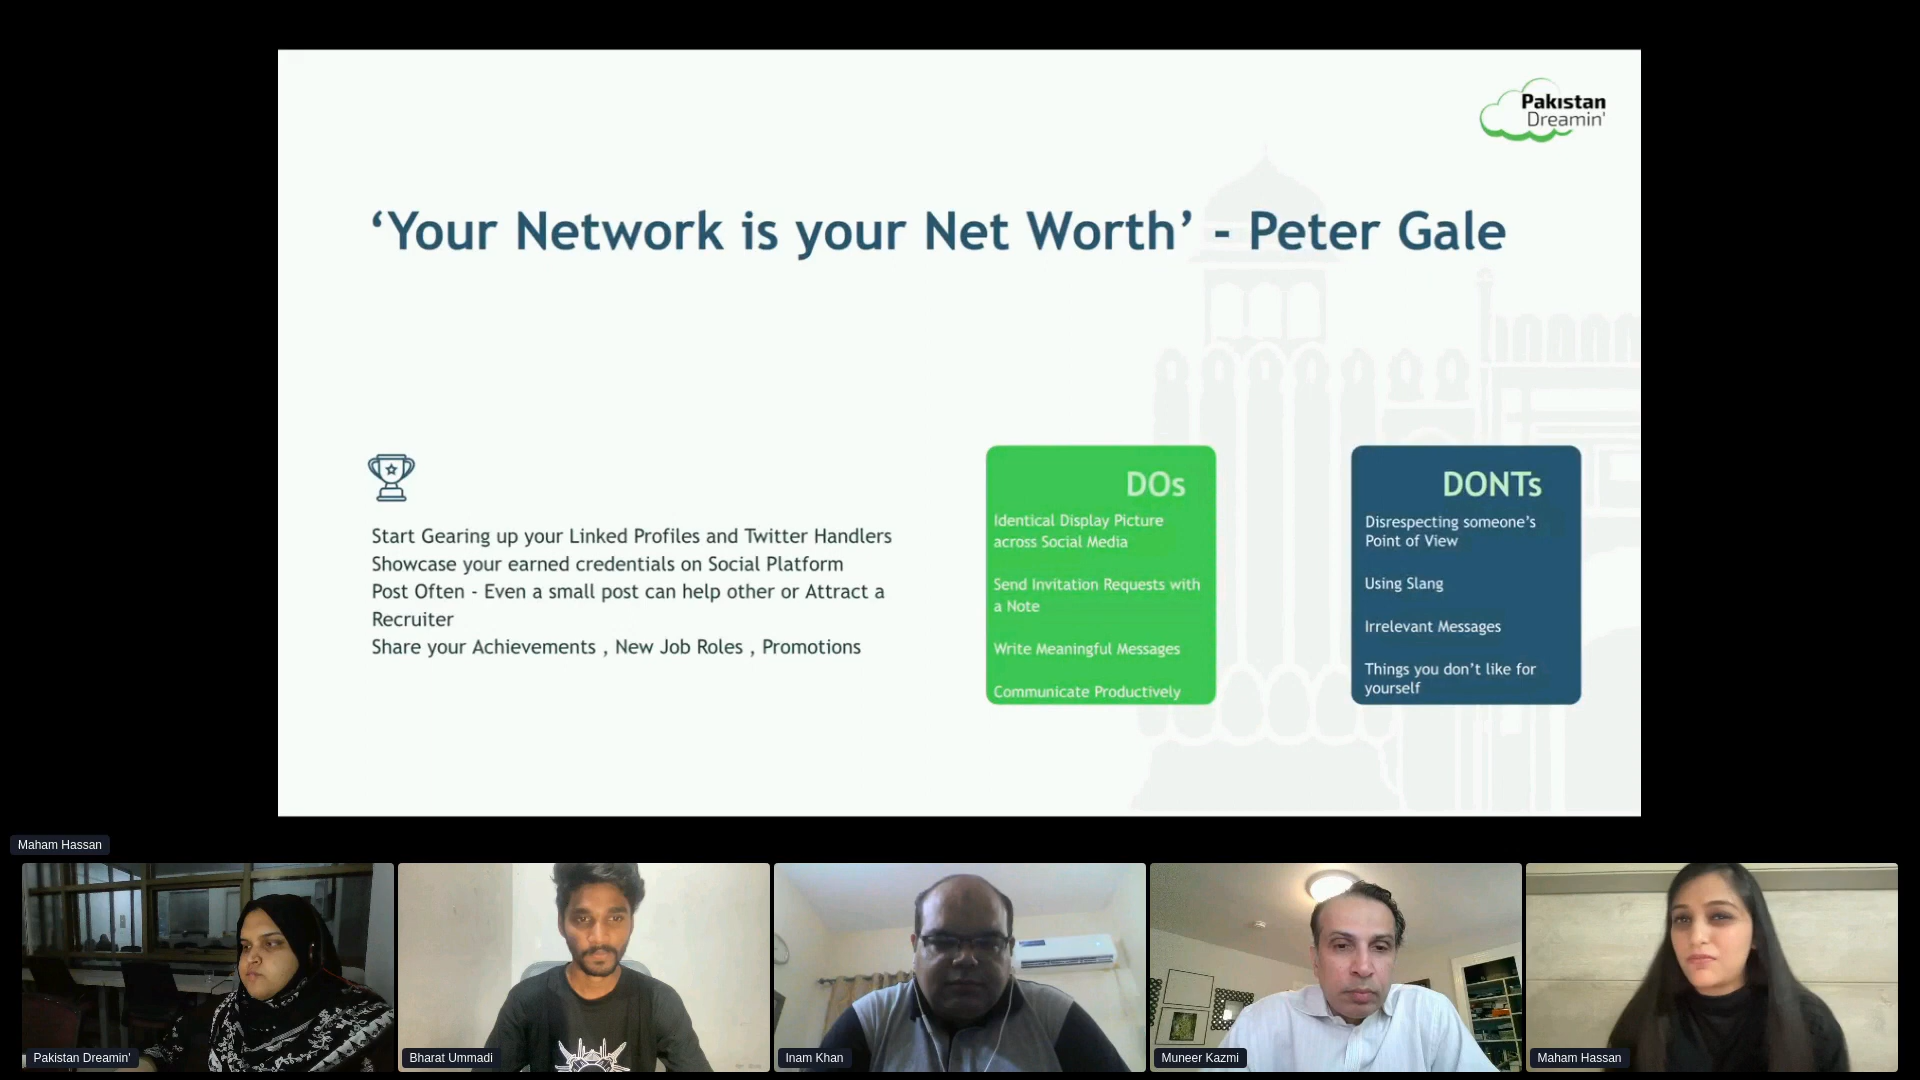 Pakistan
Dreamin'
‘Your Network is your Net Worth’ - Peter Gale
Start Gearing up your Linked Profiles and Twitter Handlers
Showcase your earned credentials on Social Platform
Post Often - Even a small post can help other or Attract a
Recruiter
Share your Achievements , New Job Roles , Promotions
DOs
Identical Display Picture
across Social Media
Send Invitation Requests with
a Note
Write Meaningful Messages
Communicate Productively
DONTs
Disrespecting someone’s
Point of View
Using Slang
Irrelevant Messages
Things you don’t like for
yourself
Maham Hassan
Pakistan Dreamin'
Bharat Ummadi
Inam Khan
Muneer Kazmi
Maham Hassan